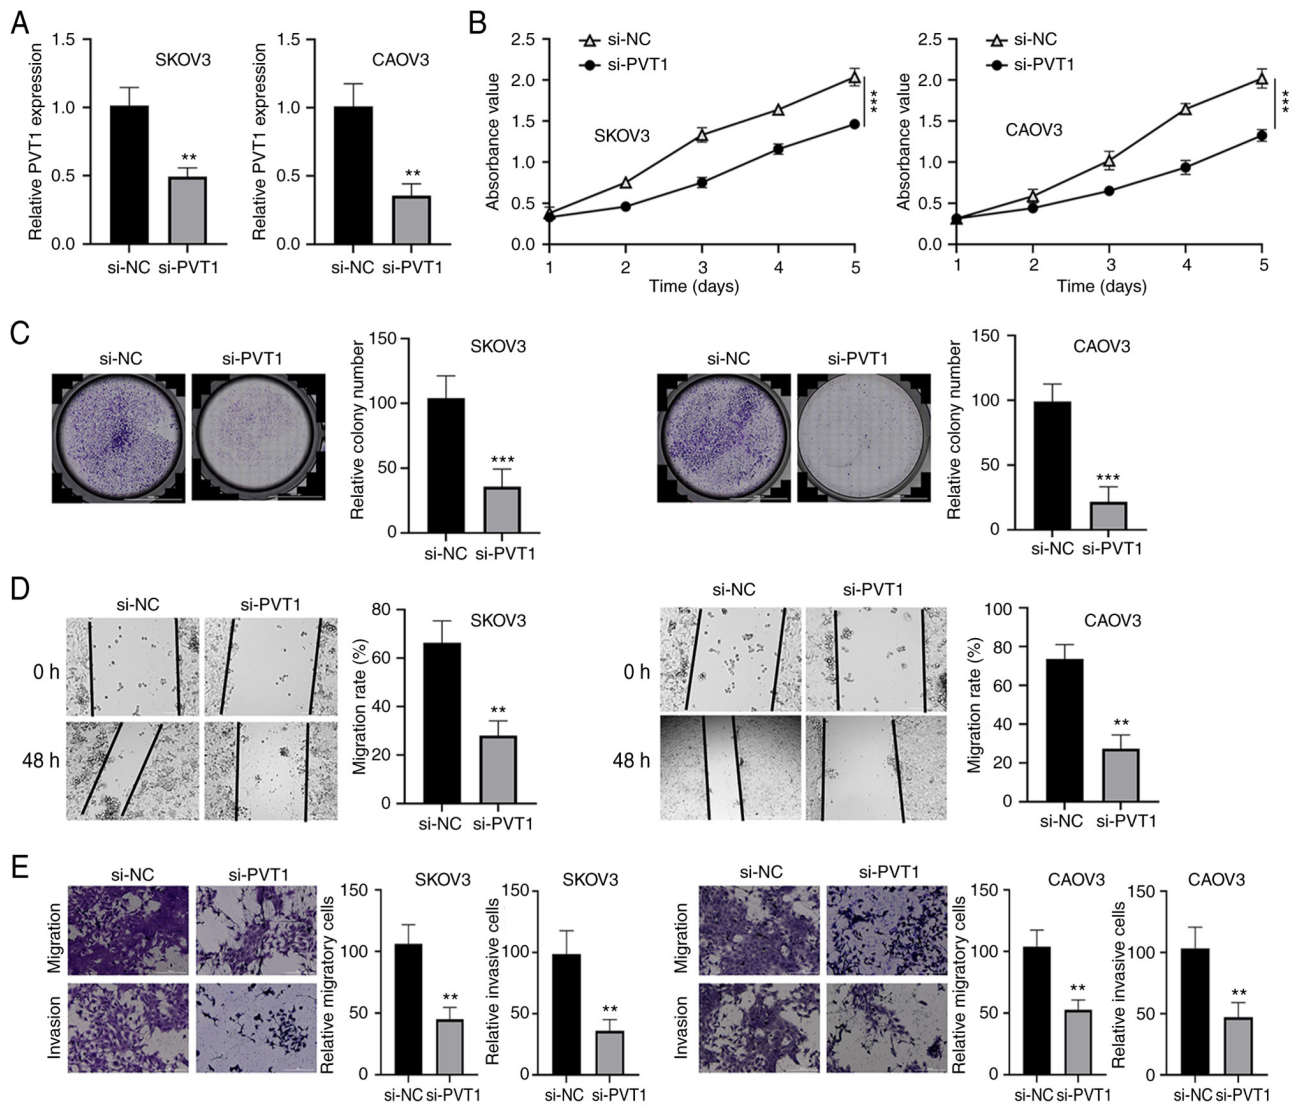 A
Relative PVT1 expression
1.5
1.0
0.5
0.0
SKOV3
**
si-NC
si-PVT1
Relative PVT1 expression
1.5
1.0
0.5
0.0
CAOV3
**
si-NC
si-PVT1
B
Absorbance value
2.5
2.0
1.5
1.0
0.5
0.0
si-NC
si-PVT1
SKOV3
***
1 2 3 4 5
Time (days)
Absorbance value
2.5
2.0
1.5
1.0
0.5
0.0
si-NC
si-PVT1
CAOV3
***
1 2 3 4 5
Time (days)
C
si-NC
si-PVT1
Relative colony number
150
100
50
0
SKOV3
***
si-NC
si-PVT1
si-NC
si-PVT1
Relative colony number
150
100
50
0
CAOV3
***
si-NC
si-PVT1
D
si-NC
si-PVT1
0 h
48 h
Migration rate (%)
80
60
40
20
0
SKOV3
**
si-NC
si-PVT1
si-NC
si-PVT1
0 h
48 h
Migration rate (%)
100
80
60
40
20
0
CAOV3
**
si-NC
si-PVT1
E
si-NC
si-PVT1
Migration
Invasion
Relative migratory cells
150
100
50
0
SKOV3
**
si-NC
si-PVT1
Relative invasive cells
150
100
50
0
SKOV3
**
si-NC
si-PVT1
si-NC
si-PVT1
Migration
Invasion
Relative migratory cells
150
100
50
0
CAOV3
**
si-NC
si-PVT1
Relative invasive cells
150
100
50
0
CAOV3
**
si-NC
si-PVT1